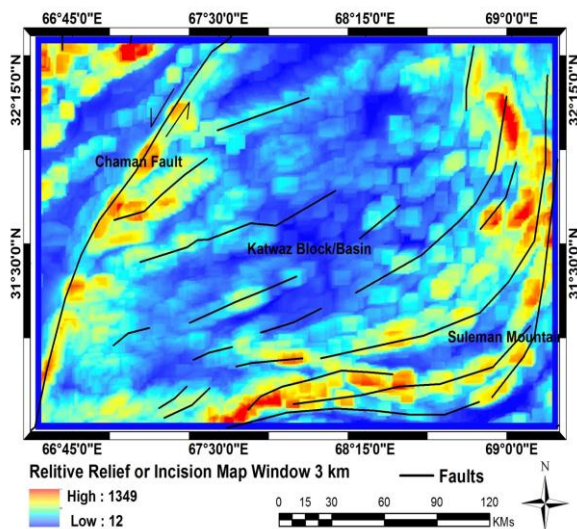 66°45'0"E 67°30'0"E 68°15'0"E 69°0'0"E
32°15'0"N 32°15'0"N
Chaman Fault
Katwaz Block/Basin
31°30'0"N 31°30'0"N
Suleman Mountai
66°45'0"E 67°30'0"E 68°15'0"E 69°0'0"E
Relitive Relief or Incision Map Window 3 km Faults N
High : 1349
Low : 12
0 15 30 60 90 120
KMs